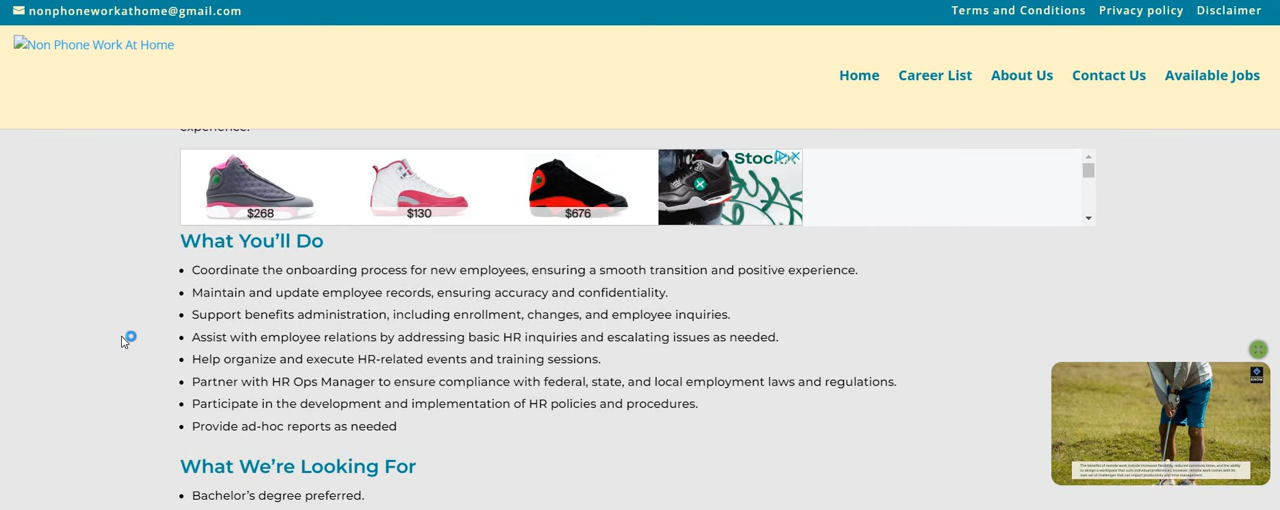 nonphoneworkathome@gmail.com
Terms and Conditions Privacy policy Disclaimer
Non Phone Work At Home
Home Career List About Us Contact Us Available Jobs
experience.
$268 $130 $676
What You’ll Do
• Coordinate the onboarding process for new employees, ensuring a smooth transition and positive experience.
• Maintain and update employee records, ensuring accuracy and confidentiality.
• Support benefits administration, including enrollment, changes, and employee inquiries.
• Assist with employee relations by addressing basic HR inquiries and escalating issues as needed.
• Help organize and execute HR-related events and training sessions.
• Partner with HR Ops Manager to ensure compliance with federal, state, and local employment laws and regulations.
• Participate in the development and implementation of HR policies and procedures.
• Provide ad-hoc reports as needed
What We’re Looking For
• Bachelor’s degree preferred.